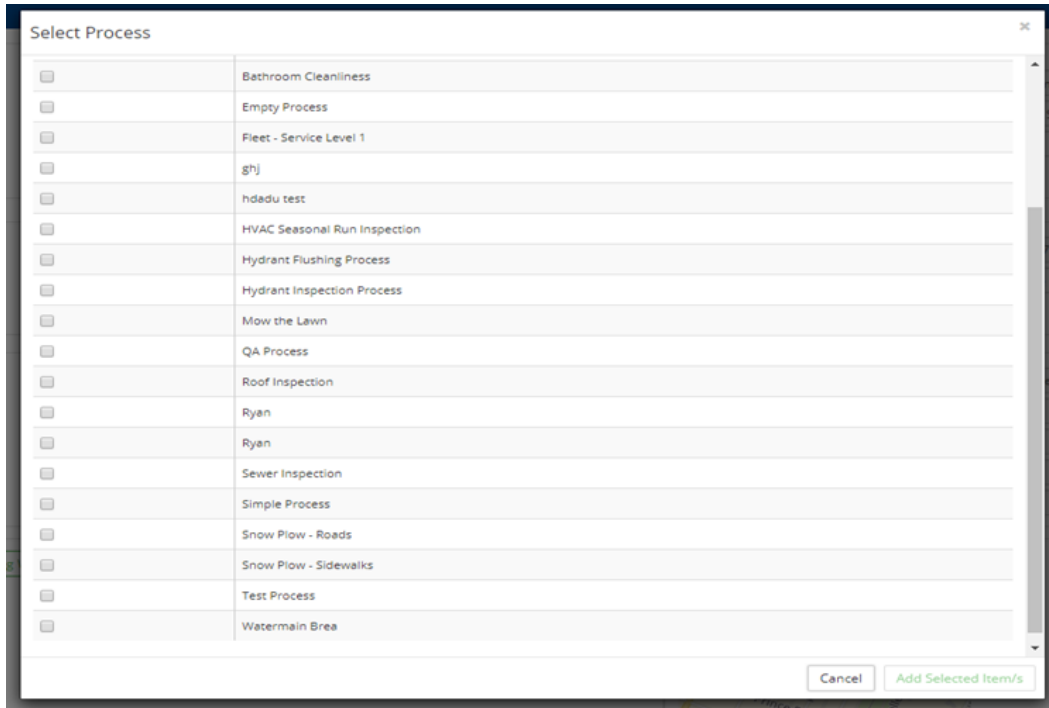 Select Process
×
Bathroom Cleanliness
Empty Process
Fleet - Service Level 1
ghj
hdadu test
HVAC Seasonal Run Inspection
Hydrant Flushing Process
Hydrant Inspection Process
Mow the Lawn
QA Process
Roof Inspection
Ryan
Ryan
Sewer Inspection
Simple Process
Snow Plow - Roads
Snow Plow - Sidewalks
Test Process
Watermain Brea
Cancel Add Selected Item/s